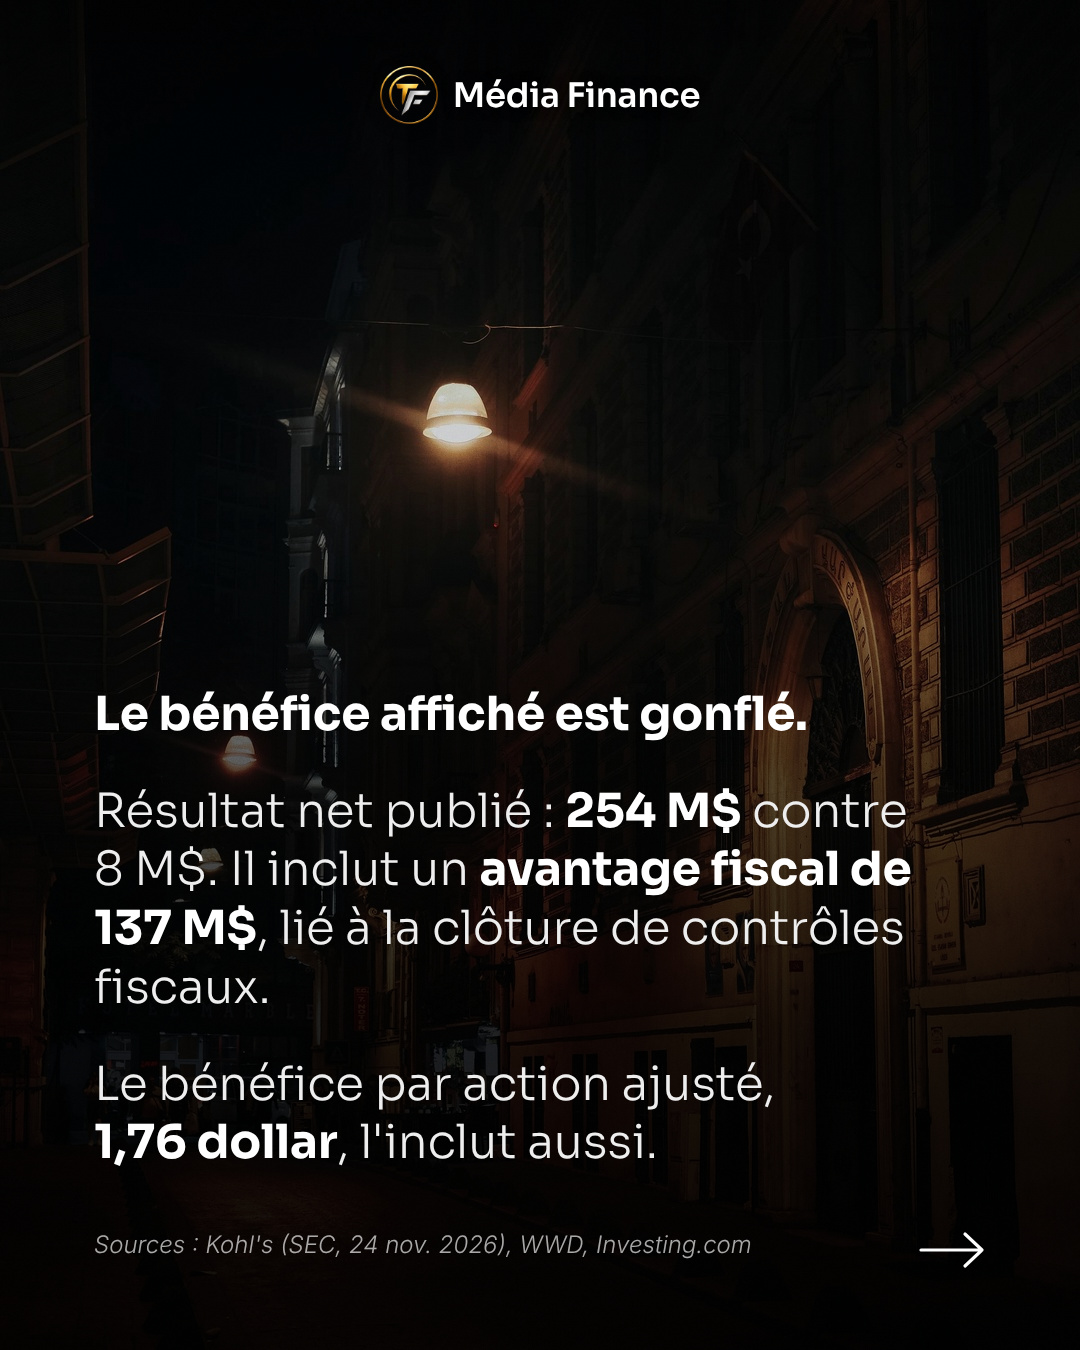 Média Finance
Le bénéfice affiché est gonflé.
Résultat net publié : 254 M$ contre
8 M$. Il inclut un avantage fiscal de
137 M$, lié à la clôture de contrôles
fiscaux.
Le bénéfice par action ajusté,
1,76 dollar, l'inclut aussi.
Sources : Kohl's (SEC, 24 nov. 2026), WWD, Investing.com